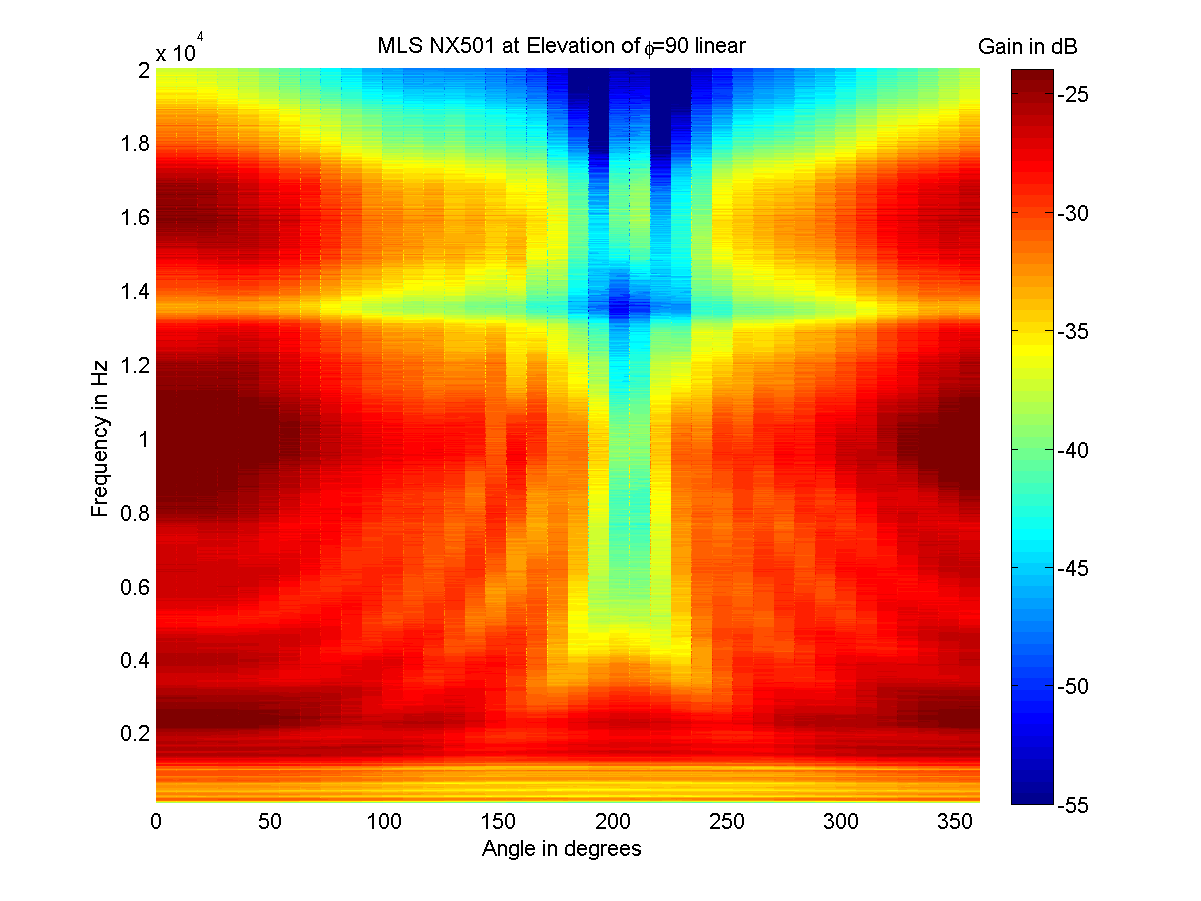 MLS NX501 at Elevation of ϕ=90 linear
Gain in dB
x 10^4
2
1.8
1.6
1.4
1.2
1
0.8
0.6
0.4
0.2
Frequency in Hz
0 50 100 150 200 250 300 350
Angle in degrees
-25
-30
-35
-40
-45
-50
-55